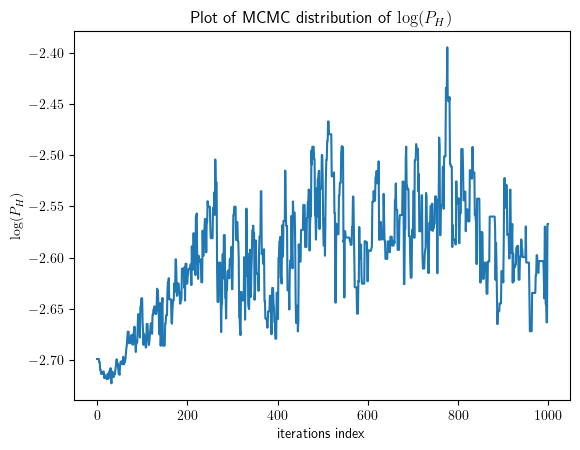 Plot of MCMC distribution of log(P_H)
−2.40
−2.45
−2.50
−2.55
−2.60
−2.65
−2.70
log(P_H)
0 200 400 600 800 1000
iterations index